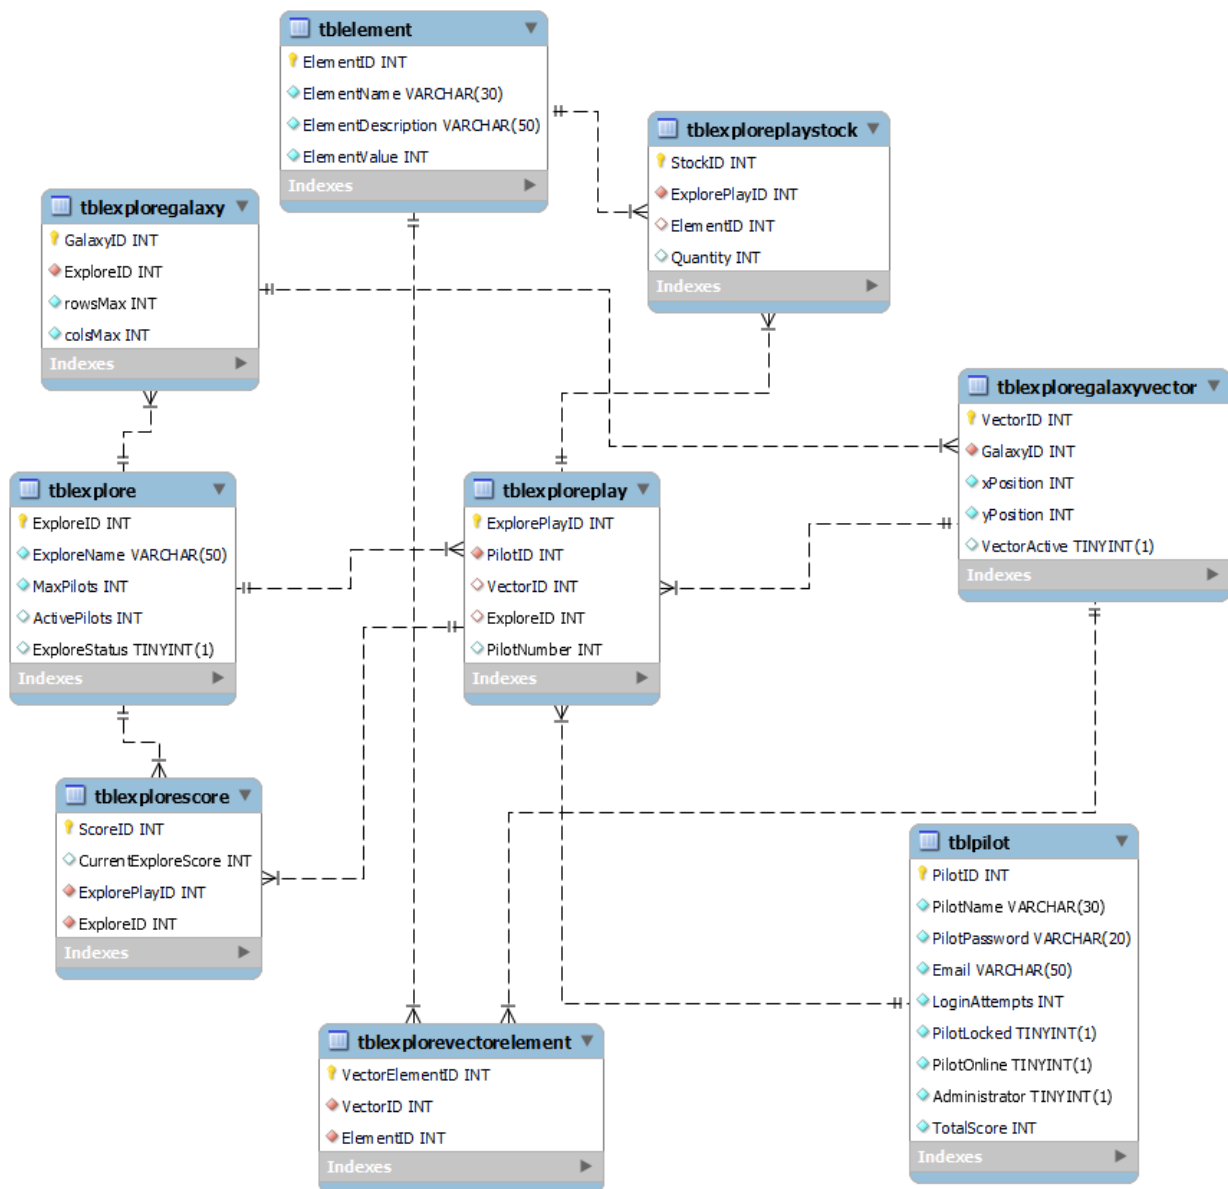 tblelement
ElementID INT
ElementName VARCHAR(30)
ElementDescription VARCHAR(50)
ElementValue INT
Indexes
tblexploreplaystock
StockID INT
ExplorePlayID INT
ElementID INT
Quantity INT
Indexes
tblexploregalaxy
GalaxyID INT
ExploreID INT
rowsMax INT
colsMax INT
Indexes
tblexploregalaxyvector
VectorID INT
GalaxyID INT
xPosition INT
yPosition INT
VectorActive TINYINT(1)
Indexes
tblexplore
ExploreID INT
ExploreName VARCHAR(50)
MaxPilots INT
ActivePilots INT
ExploreStatus TINYINT(1)
Indexes
tblexploreplay
ExplorePlayID INT
PilotID INT
VectorID INT
ExploreID INT
PilotNumber INT
Indexes
tblexplorescore
ScoreID INT
CurrentExploreScore INT
ExplorePlayID INT
ExploreID INT
Indexes
tblpilot
PilotID INT
PilotName VARCHAR(30)
PilotPassword VARCHAR(20)
Email VARCHAR(50)
LoginAttempts INT
PilotLocked TINYINT(1)
PilotOnline TINYINT(1)
Administrator TINYINT(1)
TotalScore INT
Indexes
tblexplorevectorelement
VectorElementID INT
VectorID INT
ElementID INT
Indexes